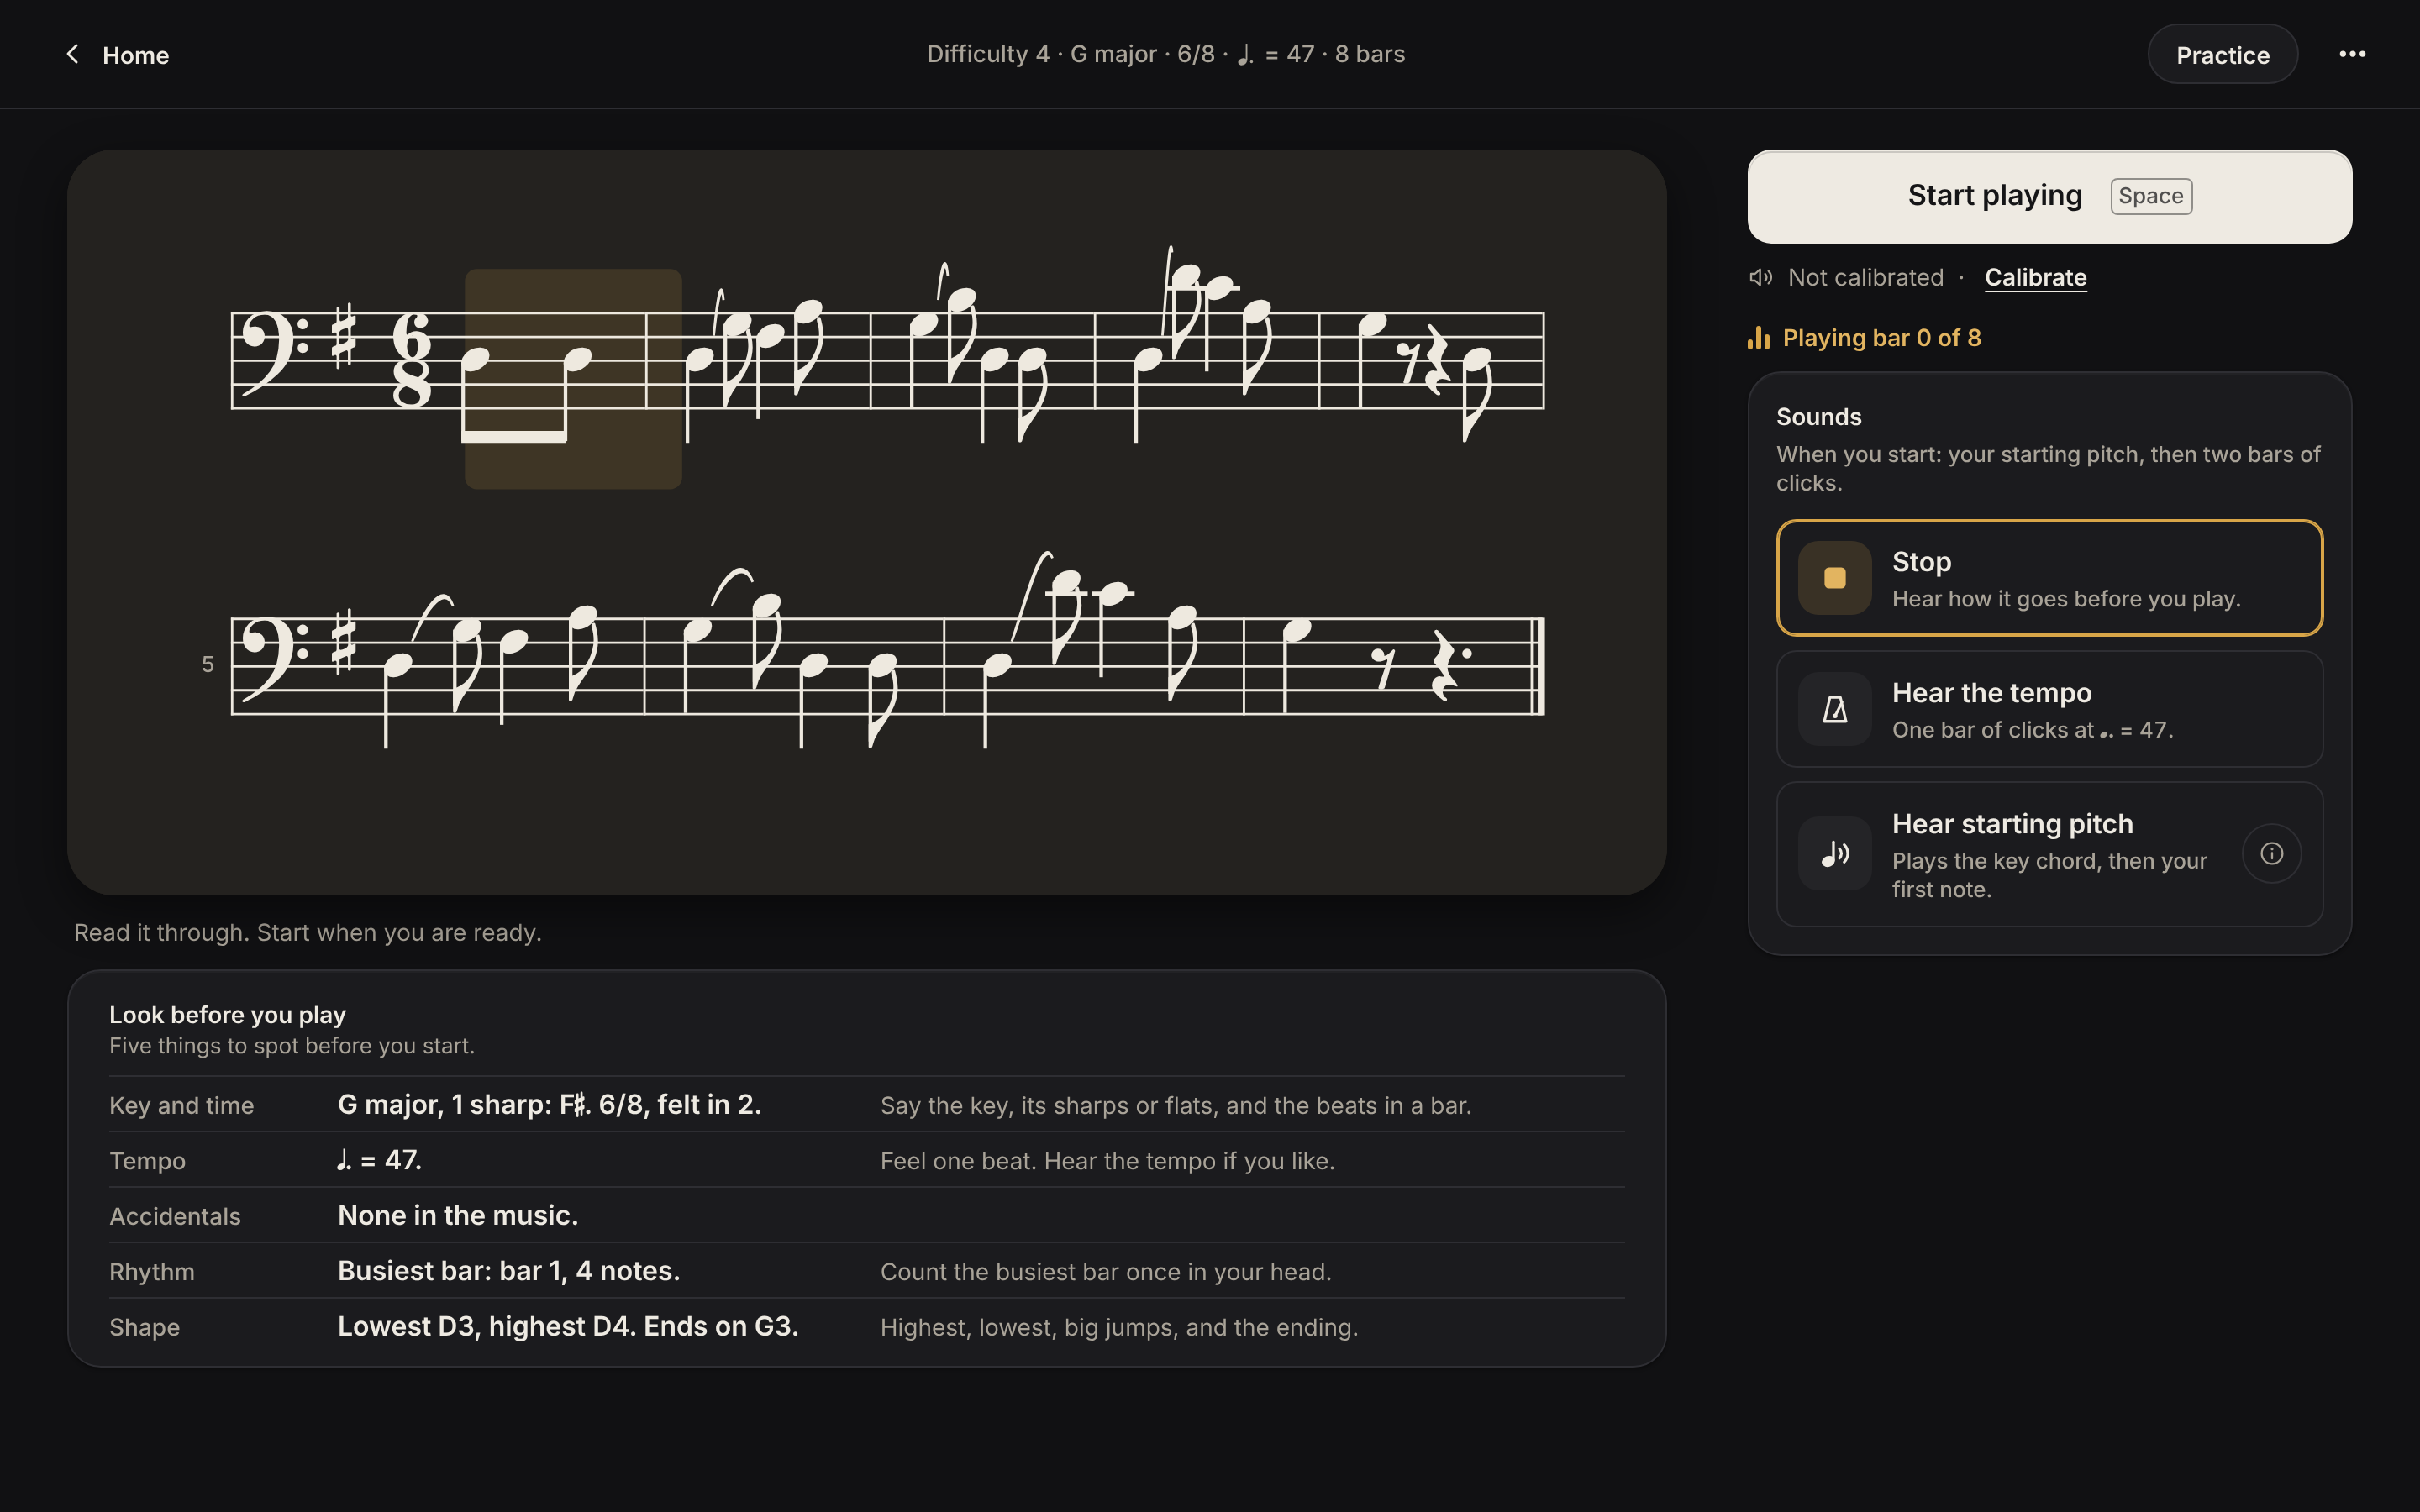 Home
Difficulty 4 · G major · 6/8 · ♩. = 47 · 8 bars
Practice
Start playing Space
Not calibrated · Calibrate
Playing bar 0 of 8
Sounds
When you start: your starting pitch, then two bars of
clicks.
Stop
Hear how it goes before you play.
Hear the tempo
One bar of clicks at ♩. = 47.
Hear starting pitch
Plays the key chord, then your
first note.
6
8
5
Read it through. Start when you are ready.
Look before you play
Five things to spot before you start.
Key and time G major, 1 sharp: F♯. 6/8, felt in 2. Say the key, its sharps or flats, and the beats in a bar.
Tempo ♩. = 47. Feel one beat. Hear the tempo if you like.
Accidentals None in the music.
Rhythm Busiest bar: bar 1, 4 notes. Count the busiest bar once in your head.
Shape Lowest D3, highest D4. Ends on G3. Highest, lowest, big jumps, and the ending.